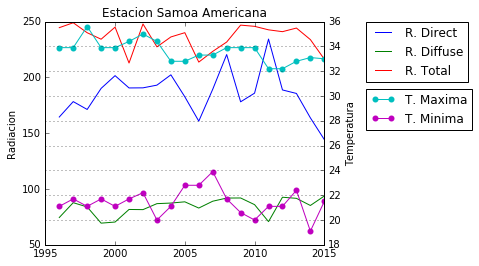 Estacion Samoa Americana
250
200
150
100
50
Radiacion
1995
2000
2005
2010
2015
36
34
32
30
28
26
24
22
20
18
Temperatura
R. Direct
R. Diffuse
R. Total
T. Maxima
T. Minima